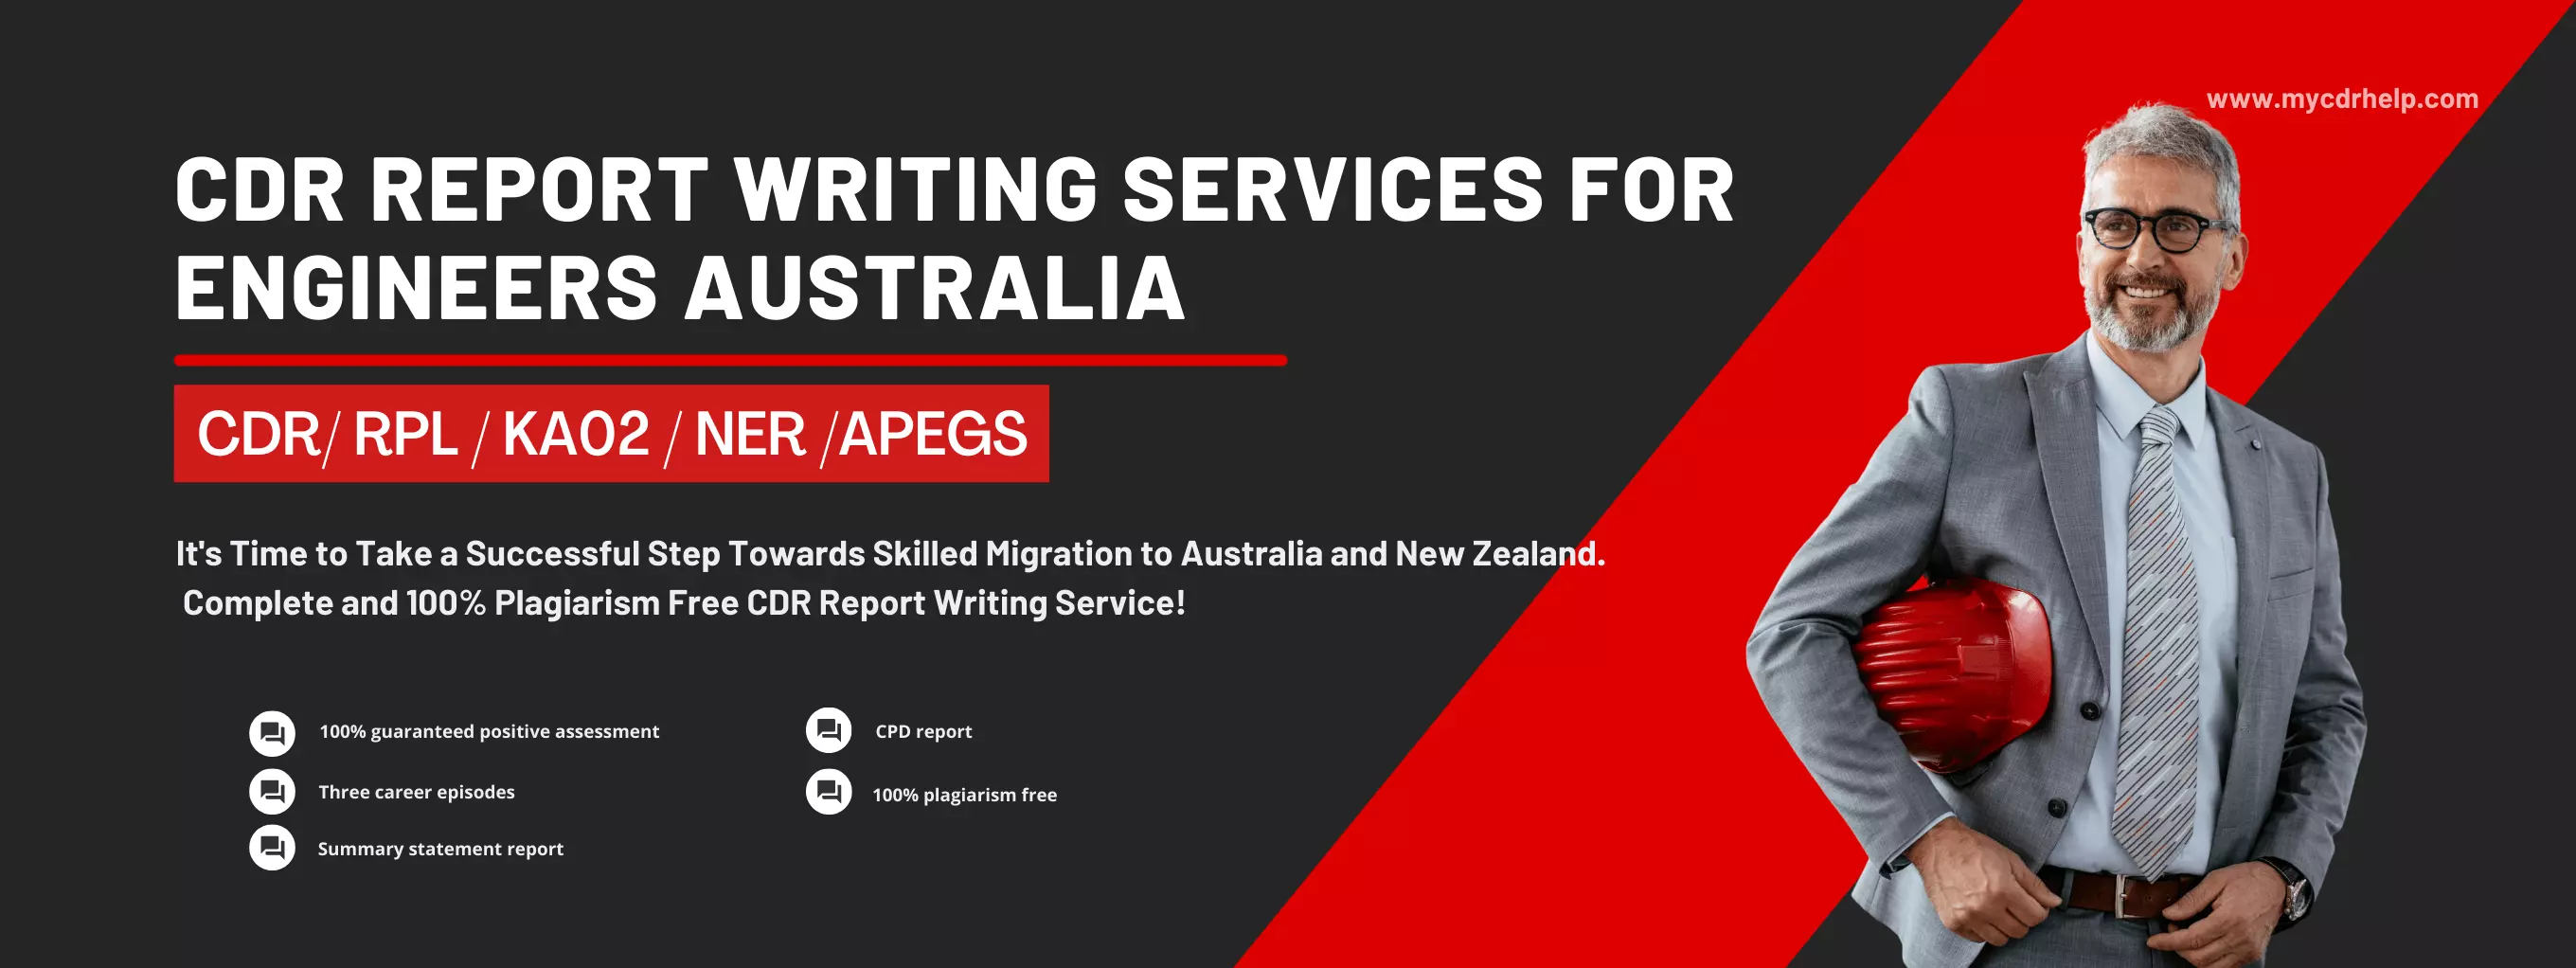 www.mycdrhelp.com
CDR REPORT WRITING SERVICES FOR
ENGINEERS AUSTRALIA
CDR/ RPL / KA02 / NER /APEGS
It's Time to Take a Successful Step Towards Skilled Migration to Australia and New Zealand.
Complete and 100% Plagiarism Free CDR Report Writing Service!
100% guaranteed positive assessment
Three career episodes
Summary statement report
CPD report
100% plagiarism free